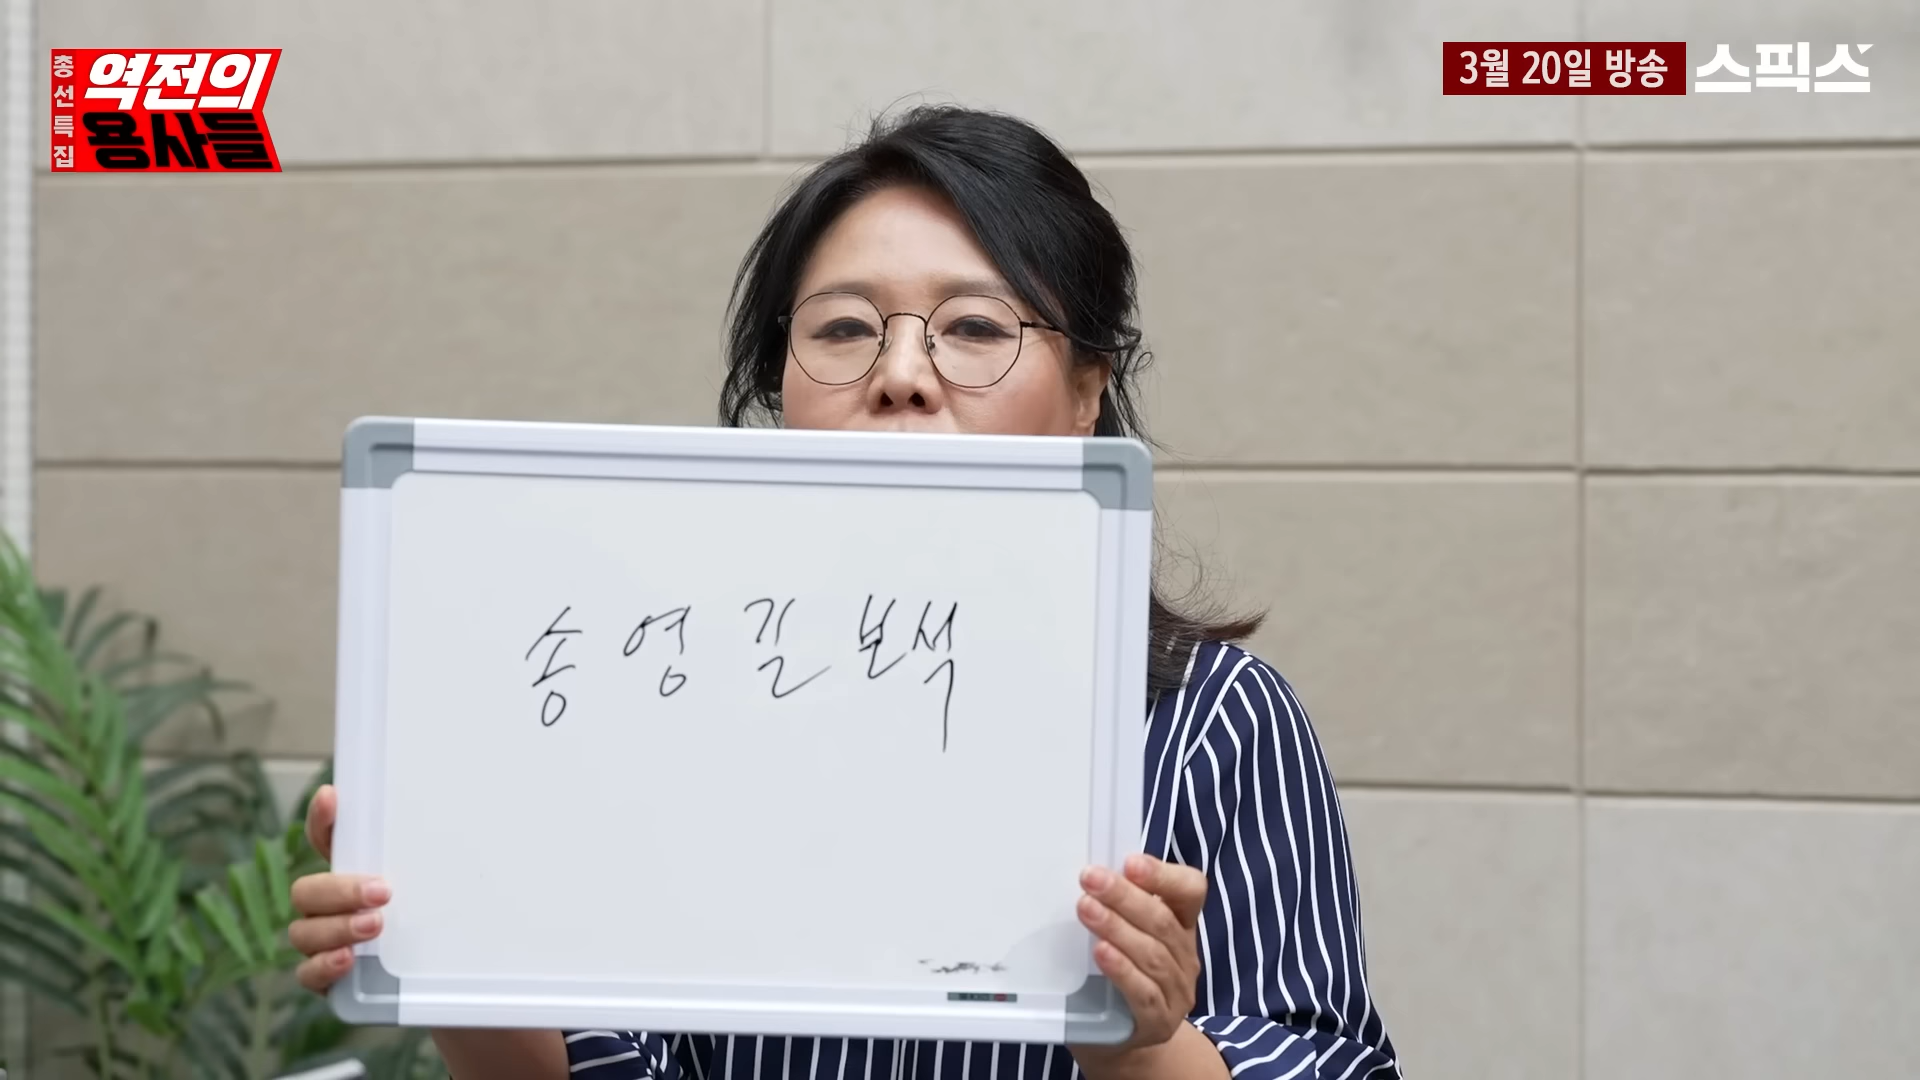 총선특집
역전의
용사들
3월 20일 방송
스픽스
송영길 보석